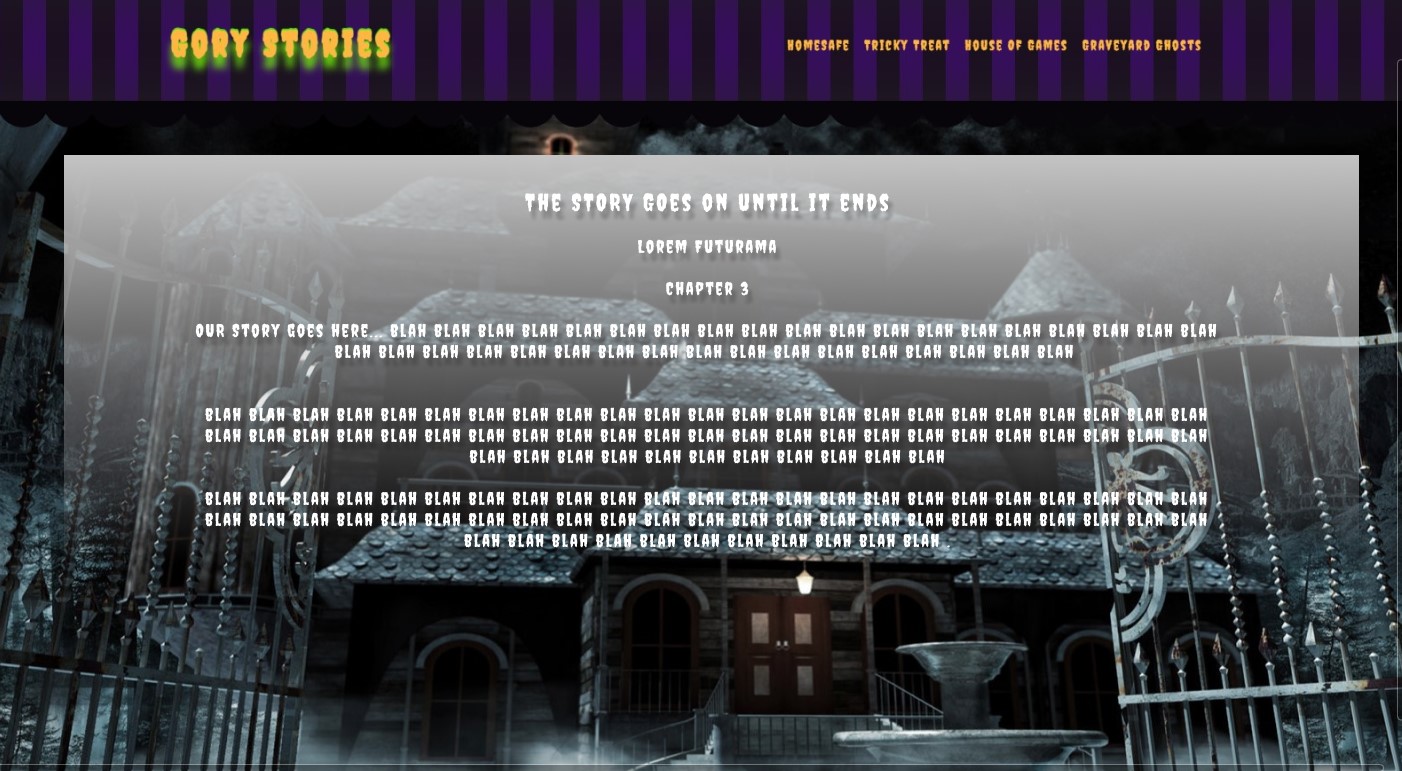 GORY STORIES
HOMESAFE TRICKY TREAT HOUSE OF GAMES GRAVEYARD GHOSTS
THE STORY GOES ON UNTIL IT ENDS
LOREM FUTURAMA
CHAPTER 3
OUR STORY GOES HERE... BLAH BLAH BLAH BLAH BLAH BLAH BLAH BLAH BLAH BLAH BLAH BLAH BLAH BLAH BLAH BLAH BLAH BLAH BLAH
BLAH BLAH BLAH BLAH BLAH BLAH BLAH BLAH BLAH BLAH BLAH BLAH BLAH BLAH BLAH BLAH BLAH
BLAH BLAH BLAH BLAH BLAH BLAH BLAH BLAH BLAH BLAH BLAH BLAH BLAH BLAH BLAH BLAH BLAH BLAH BLAH BLAH BLAH BLAH BLAH
BLAH BLAH BLAH BLAH BLAH BLAH BLAH BLAH BLAH BLAH BLAH BLAH BLAH BLAH BLAH BLAH BLAH BLAH BLAH BLAH BLAH BLAH BLAH
BLAH BLAH BLAH BLAH BLAH BLAH BLAH BLAH BLAH BLAH BLAH
BLAH BLAH BLAH BLAH BLAH BLAH BLAH BLAH BLAH BLAH BLAH BLAH BLAH BLAH BLAH BLAH BLAH BLAH BLAH BLAH BLAH BLAH BLAH
BLAH BLAH BLAH BLAH BLAH BLAH BLAH BLAH BLAH BLAH BLAH BLAH BLAH BLAH BLAH BLAH BLAH BLAH BLAH BLAH BLAH BLAH BLAH
BLAH BLAH BLAH BLAH BLAH BLAH BLAH BLAH BLAH BLAH BLAH .